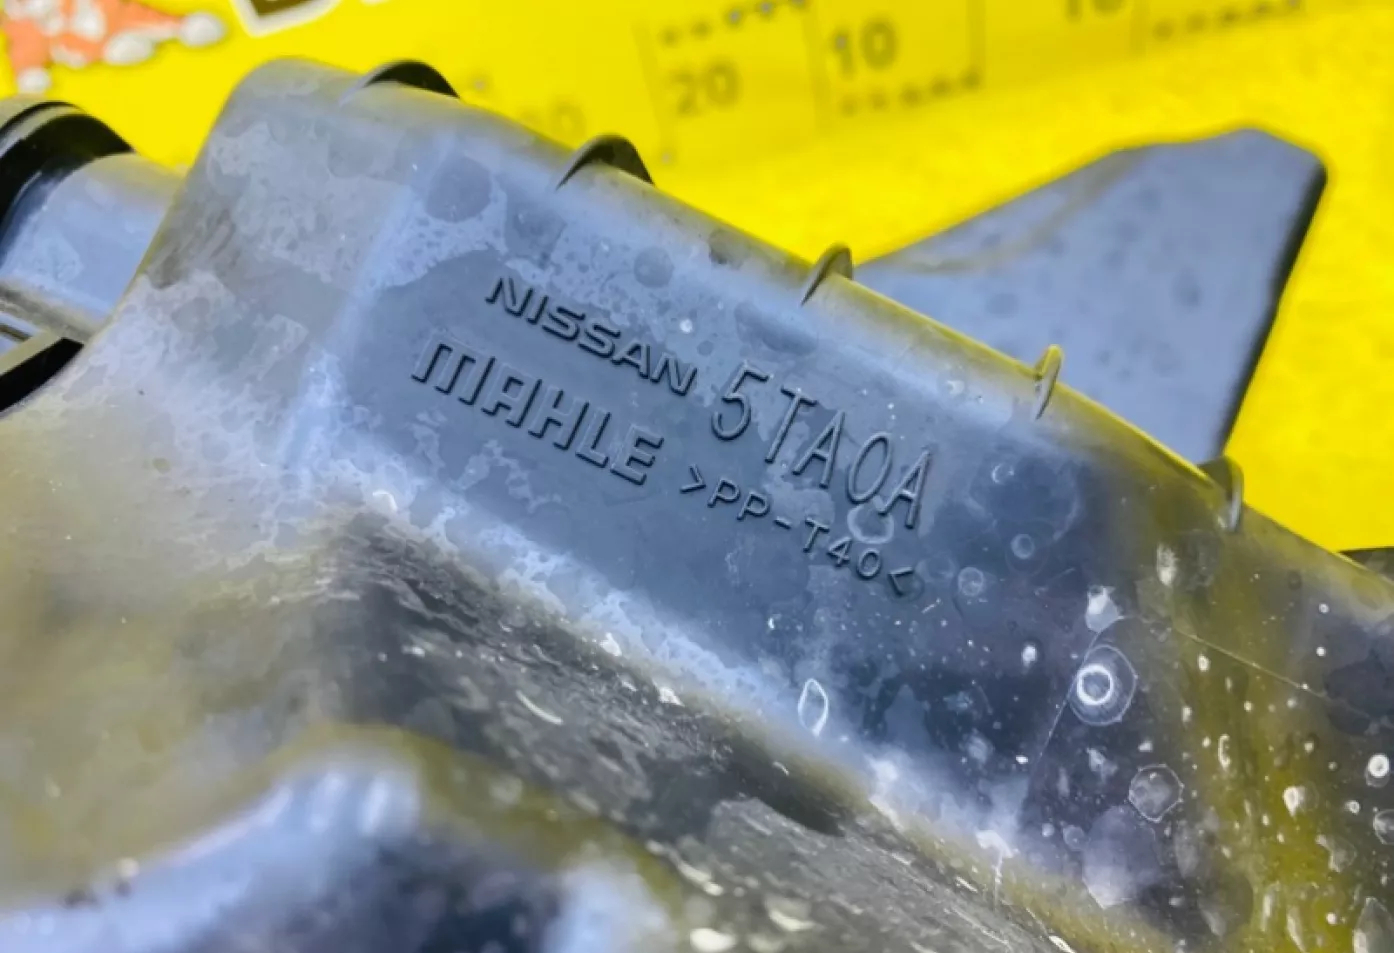 20
10
NISSAN 5TA0A
MAHLE >PP-T40<